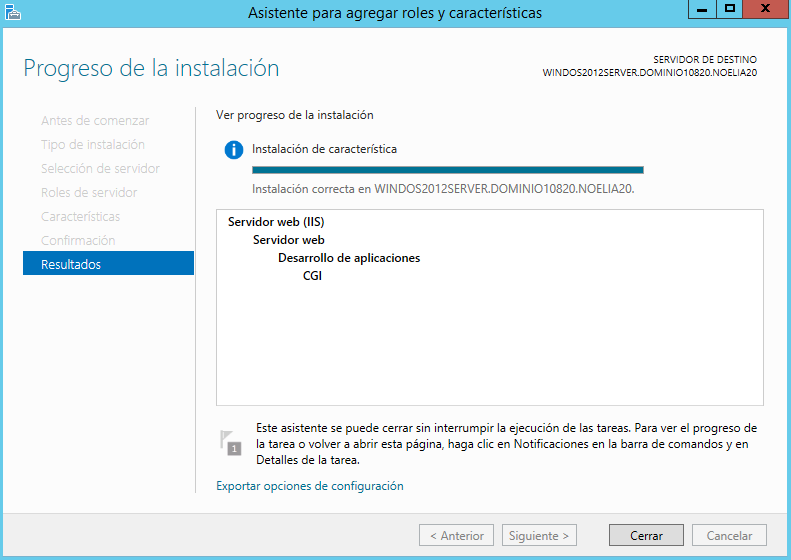 Asistente para agregar roles y características
Progreso de la instalación
SERVIDOR DE DESTINO
WINDOS2012SERVER.DOMINIO10820.NOELIA20
Antes de comenzar
Tipo de instalación
Selección de servidor
Roles de servidor
Características
Confirmación
Resultados
Ver progreso de la instalación
Instalación de característica
Instalación correcta en WINDOS2012SERVER.DOMINIO10820.NOELIA20.
Servidor web (IIS)
Servidor web
Desarrollo de aplicaciones
CGI
1
Este asistente se puede cerrar sin interrumpir la ejecución de las tareas. Para ver el progreso de
la tarea o volver a abrir esta página, haga clic en Notificaciones en la barra de comandos y en
Detalles de la tarea.
Exportar opciones de configuración
< Anterior
Siguiente >
Cerrar
Cancelar